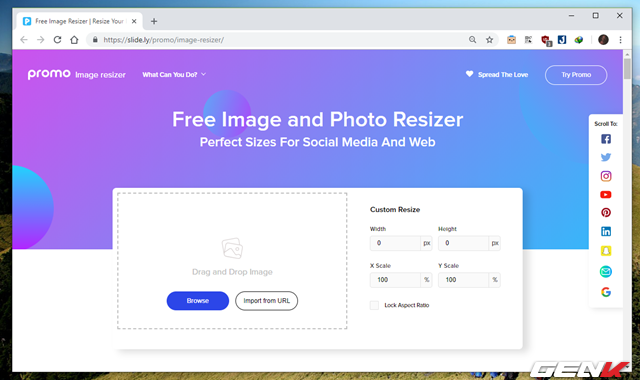 Free Image Resizer | Resize Your
https://slide.ly/promo/image-resizer/
promo Image resizer What Can You Do? Spread The Love Try Promo
Free Image and Photo Resizer
Perfect Sizes For Social Media And Web
Scroll To:
Custom Resize
Width Height
0 px 0 px
X Scale Y Scale
100 % 100 %
Lock Aspect Ratio
Drag and Drop Image
Browse Import from URL
GENK